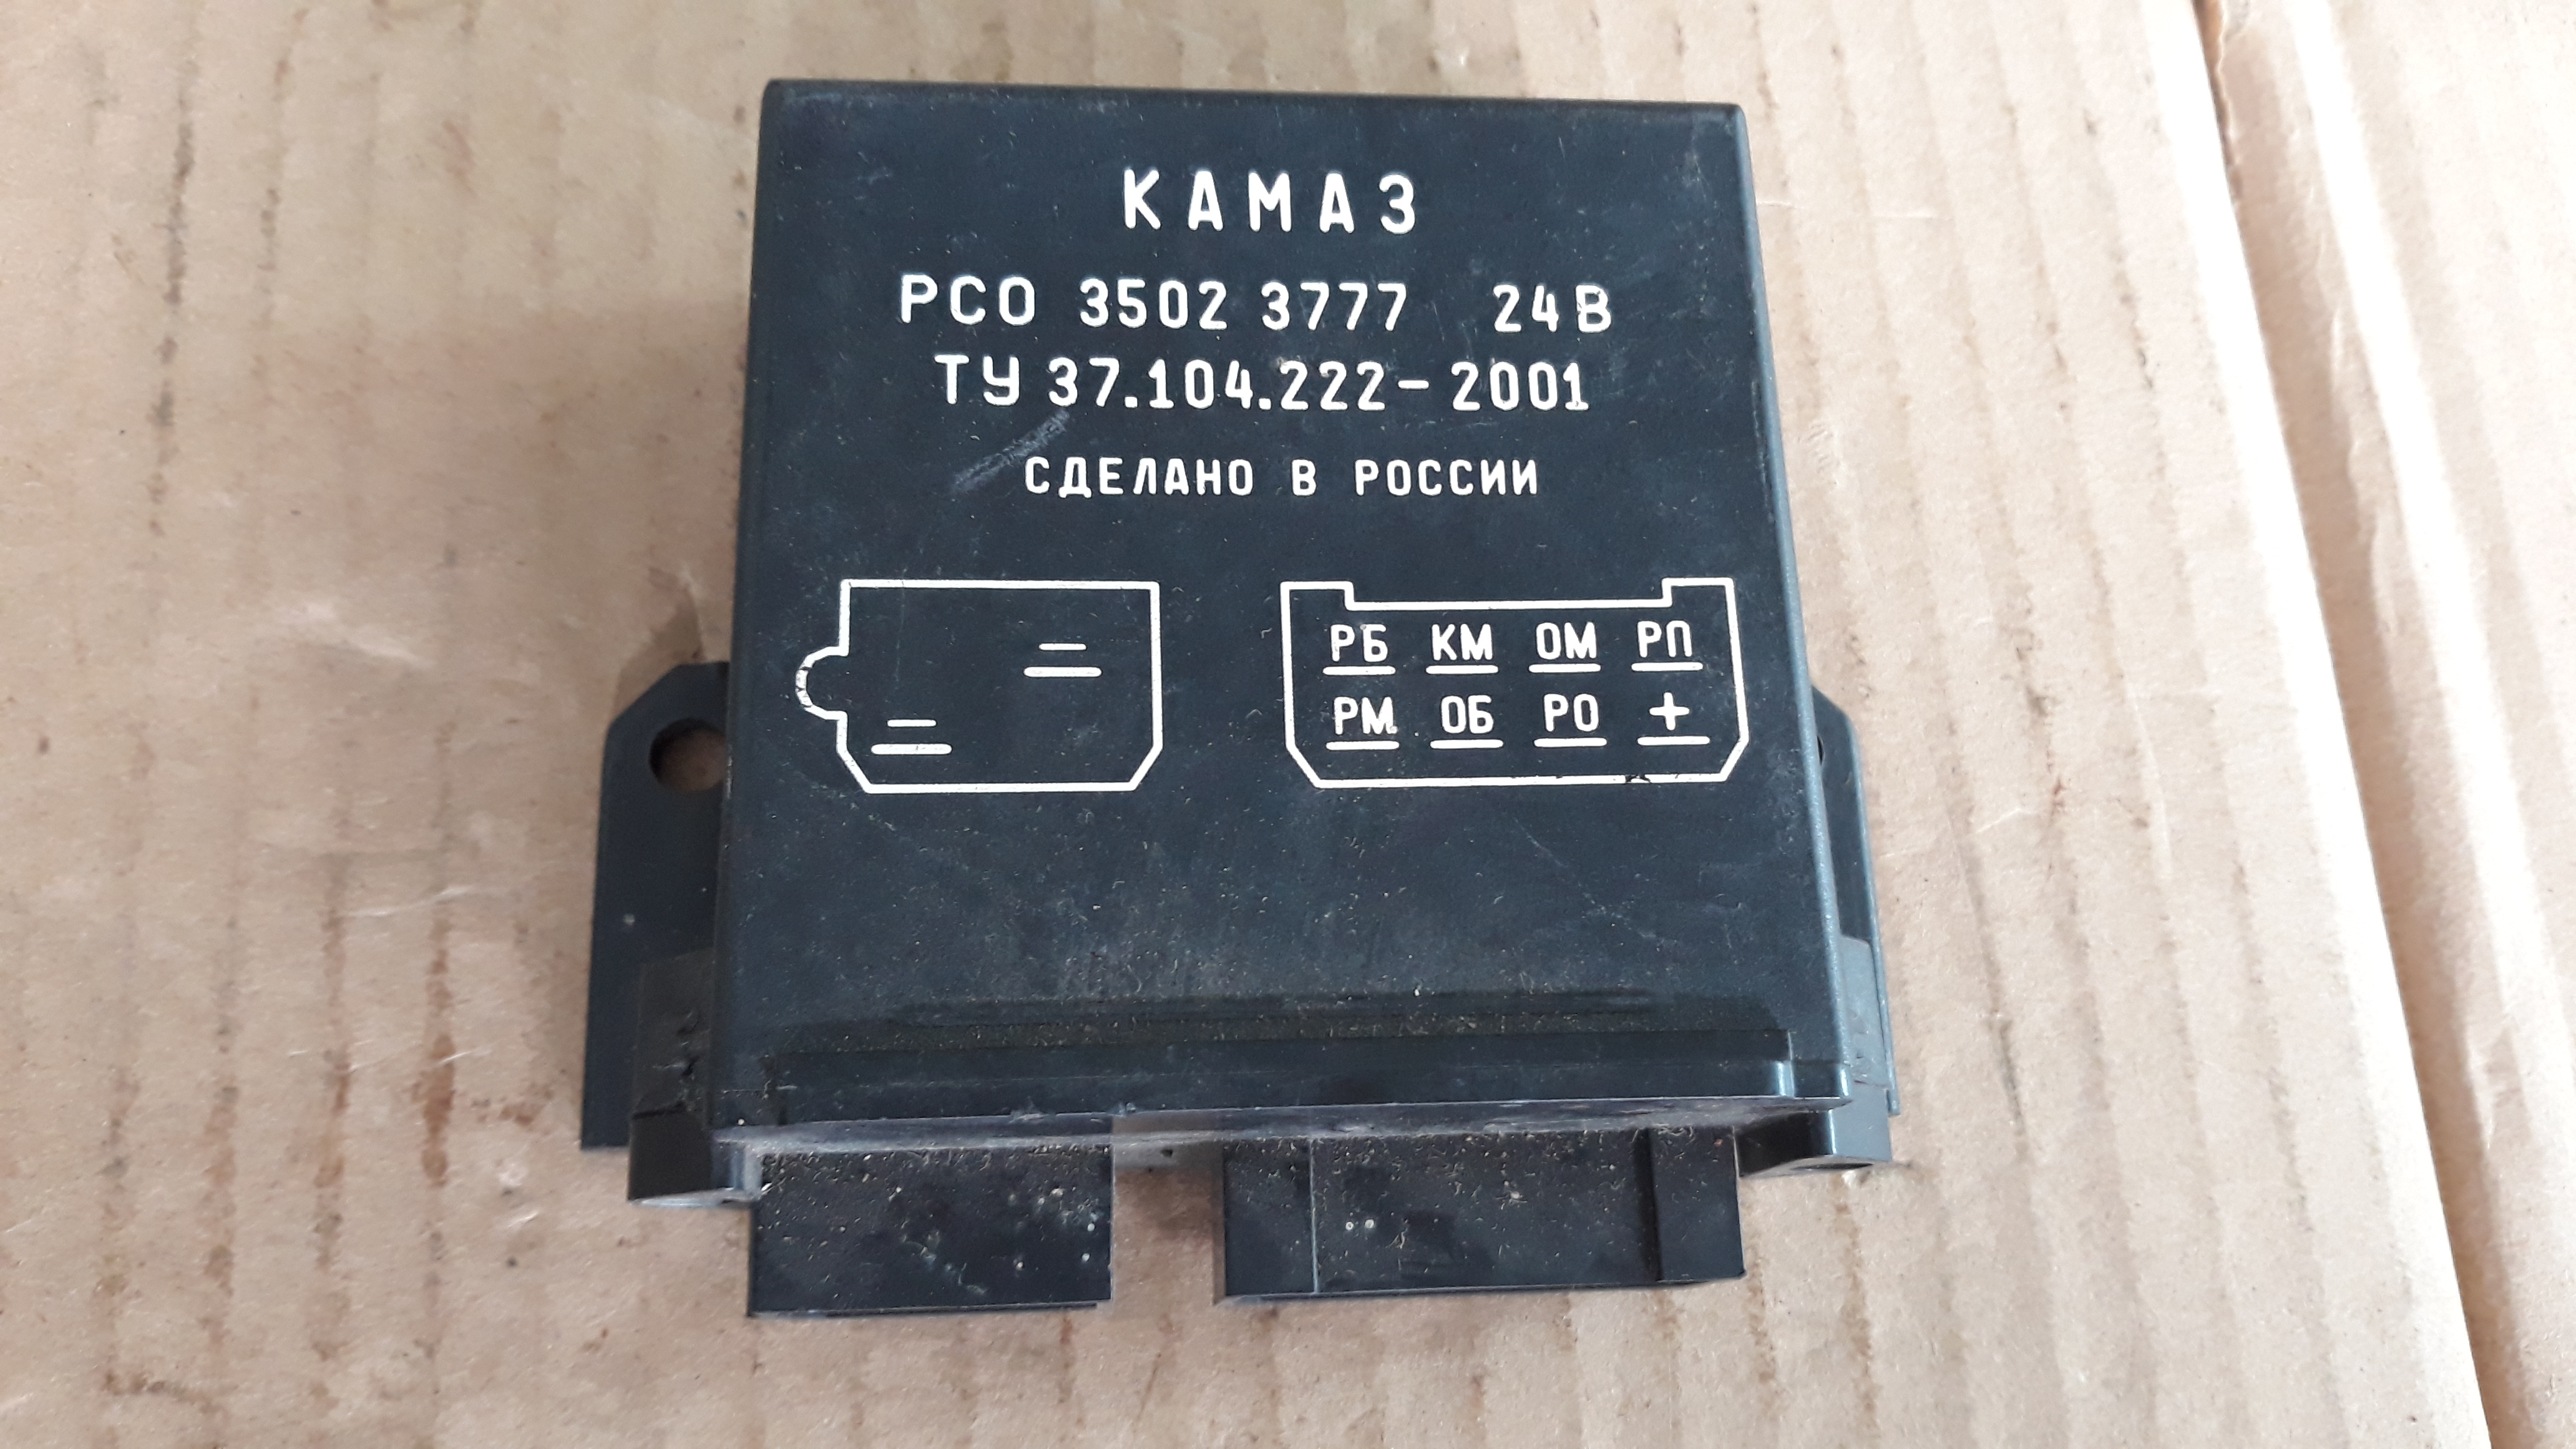 КАМАЗ
РСО 3502 3777 24В
ТУ 37.104.222-2001
СДЕЛАНО В РОССИИ
РБ КМ ОМ РП
РМ ОБ РО +